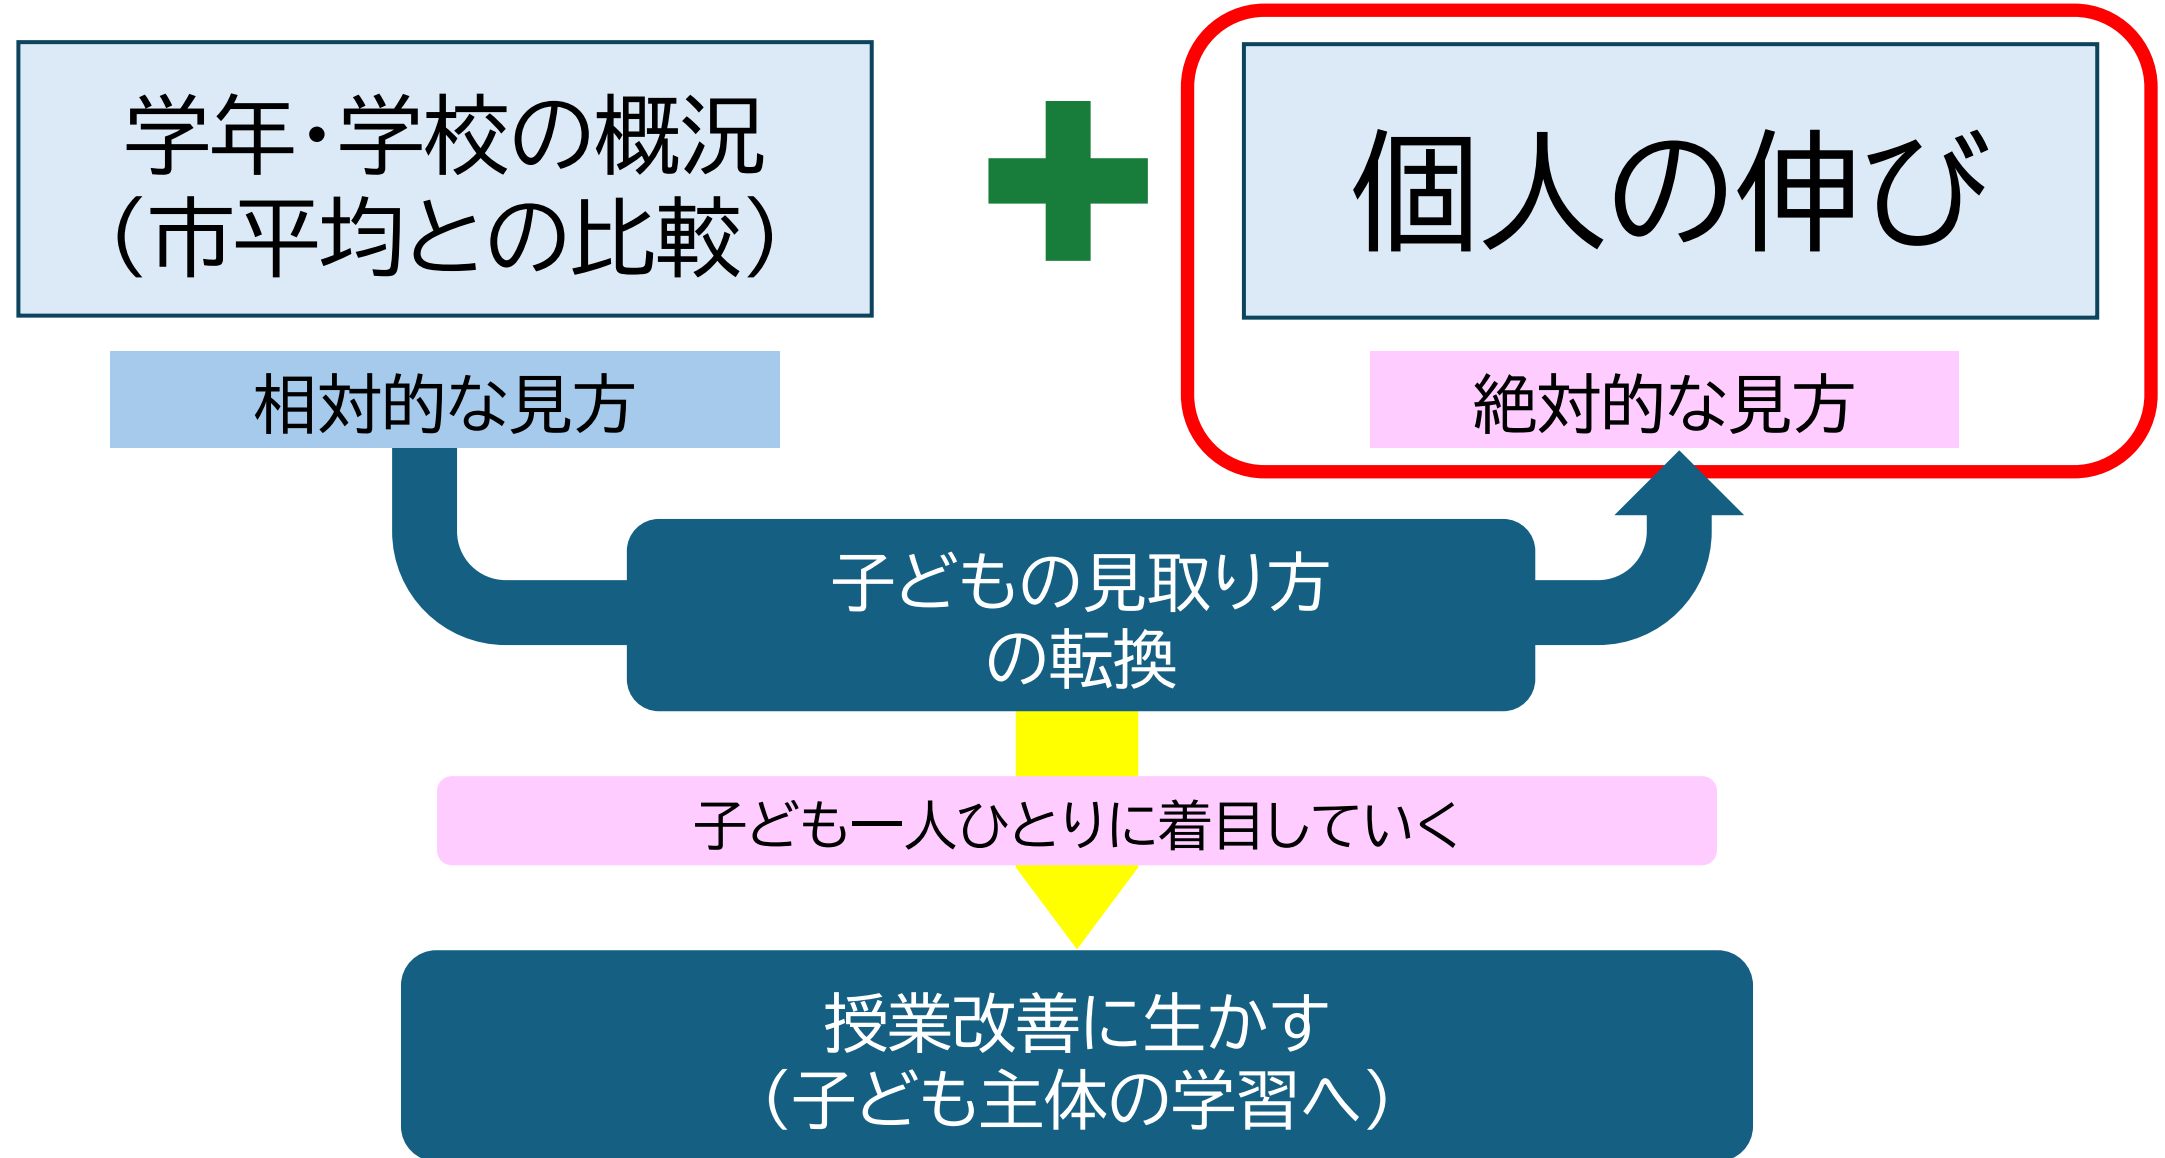 学年・学校の概況
（市平均との比較）
個人の伸び
相対的な見方
絶対的な見方
子どもの見取り方
の転換
子ども一人ひとりに着目していく
授業改善に生かす
（子ども主体の学習へ）